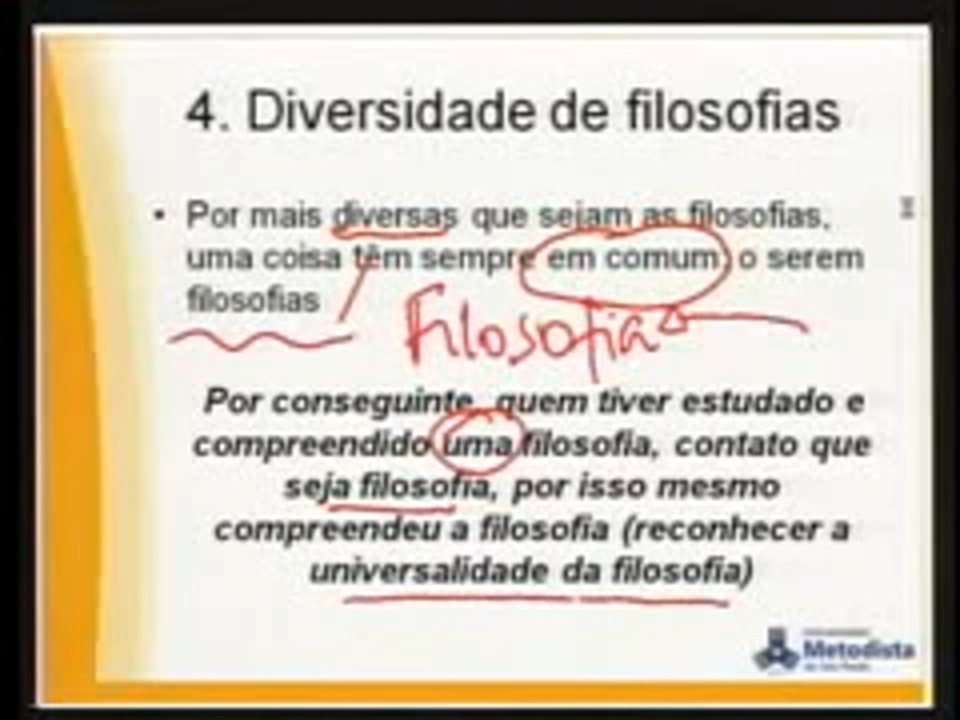 4. Diversidade de filosofias
• Por mais diversas que sejam as filosofias,
uma coisa têm sempre em comum o serem
filosofias
Filosofia
Por conseguinte, quem tiver estudado e
compreendido uma filosofia, contato que
seja filosofia, por isso mesmo
compreendeu a filosofia (reconhecer a
universalidade da filosofia)
Metodista